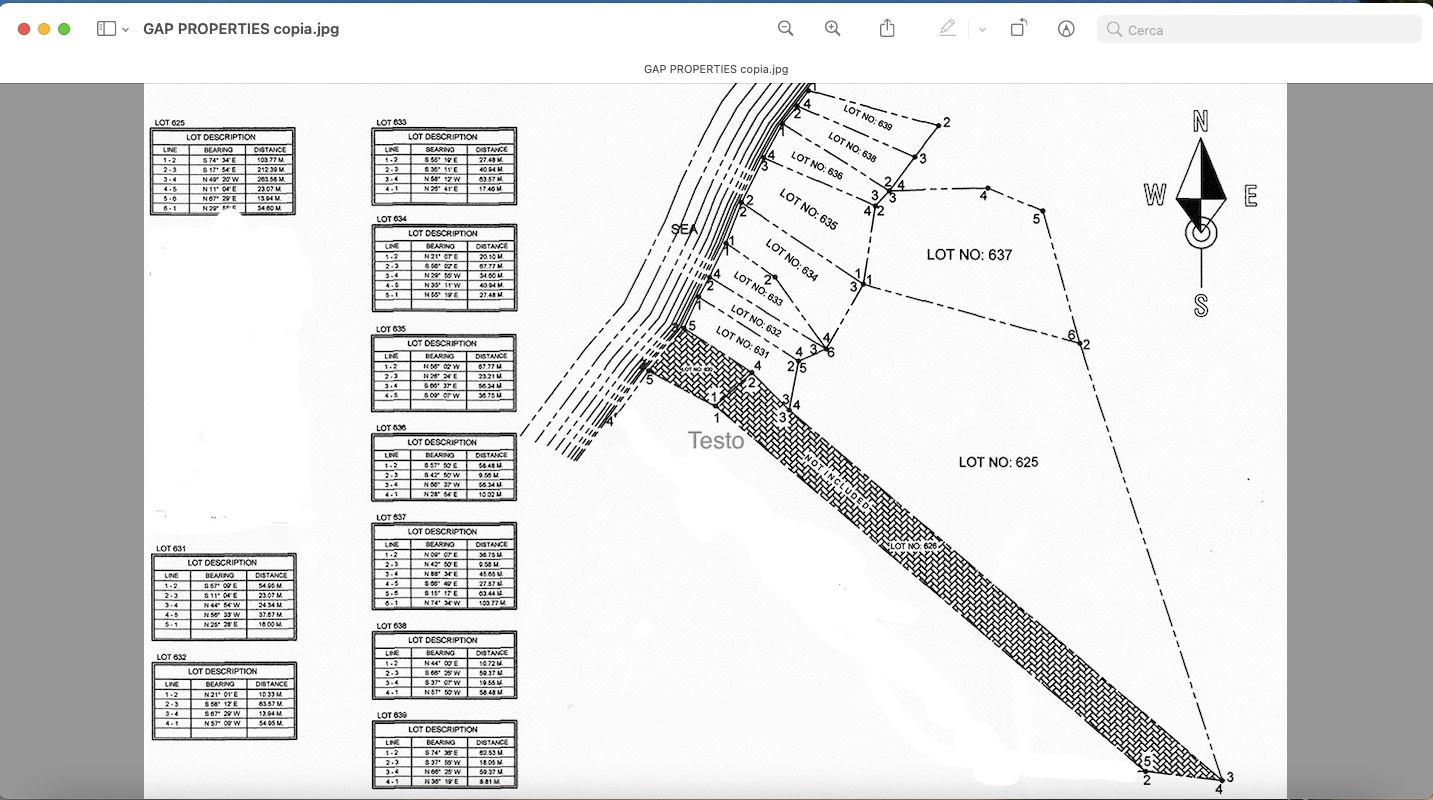 GAP PROPERTIES copia.jpg
Cerca
GAP PROPERTIES copia.jpg
LOT 625
LOT DESCRIPTION
LINE BEARING DISTANCE
1 - 2 S 74° 34' E 103.77 M.
2 - 3 S 17° 54' E 212.39 M.
3 - 4 N 49° 20' W 263.56 M.
4 - 5 N 11° 04' E 23.07 M.
5 - 6 N 67° 29' E 13.94 M.
6 - 1 N 29° 34.60 M.
LOT 631
LOT DESCRIPTION
LINE BEARING DISTANCE
1 - 2 S 57° 09' E 54.95 M.
2 - 3 S 11° 04' E 23.07 M.
3 - 4 N 44° 54' W 24.34 M.
4 - 5 N 56° 33' W 37.67 M.
5 - 1 N 25° 28' E 16.00 M.
LOT 632
LOT DESCRIPTION
LINE BEARING DISTANCE
1 - 2 N 21° 01' E 10.33 M.
2 - 3 S 58° 12' E 63.57 M.
3 - 4 S 67° 29' W 13.94 M.
4 - 1 N 57° 09' W 54.95 M.
LOT 633
LOT DESCRIPTION
LINE BEARING DISTANCE
1 - 2 S 55° 19' E 27.48 M.
2 - 3 S 35° 11' E 40.94 M.
3 - 4 N 58° 12' W 63.57 M.
4 - 1 N 26° 41' E 17.46 M.
LOT 634
LOT DESCRIPTION
LINE BEARING DISTANCE
1 - 2 N 21° 07' E 20.10 M.
2 - 3 S 56° 02' E 67.77 M.
3 - 4 N 29° 55' W 34.60 M.
4 - 5 N 35° 11' W 40.94 M.
5 - 1 N 55° 19' E 27.48 M.
LOT 635
LOT DESCRIPTION
LINE BEARING DISTANCE
1 - 2 N 56° 02' W 67.77 M.
2 - 3 N 26° 24' E 23.21 M.
3 - 4 S 66° 37' E 56.34 M.
4 - 5 S 09° 07' W 36.75 M.
LOT 636
LOT DESCRIPTION
LINE BEARING DISTANCE
1 - 2 S 57° 50' E 58.48 M.
2 - 3 S 42° 50' W 9.56 M.
3 - 4 N 66° 37' W 56.34 M.
4 - 1 N 28° 54' E 10.02 M
LOT 637
LOT DESCRIPTION
LINE BEARING DISTANCE
1 - 2 N 09° 07' E 36.75 M.
2 - 3 N 42° 50' E 9.56 M.
3 - 4 N 88° 34' E 45.65 M.
4 - 5 S 66° 49' E 27.57 M.
5 - 6 S 15° 17' E 63.44 M.
6 - 1 N 74° 34' W 103.77 M.
LOT 638
LOT DESCRIPTION
LINE BEARING DISTANCE
1 - 2 N 44° 00' E 10.72 M.
2 - 3 S 66° 25' W 59.37 M.
3 - 4 S 37° 07' W 19.55 M.
4 - 1 N 57° 50' W 58.48 M.
LOT 639
LOT DESCRIPTION
LINE BEARING DISTANCE
1 - 2 S 74° 36' E 62.53 M.
2 - 3 S 37° 55' W 18.05 M.
3 - 4 N 66° 25' W 59.37 M.
4 - 1 N 36° 19' E 8.81 M.
N
W E
S
SEA
LOT NO: 639
LOT NO: 638
LOT NO: 636
LOT NO: 635
LOT NO: 637
LOT NO: 634
LOT NO: 633
LOT NO: 632
LOT NO: 631
Testo
LOT NO: 625
NOT INCLUDED
LOT NO: 626